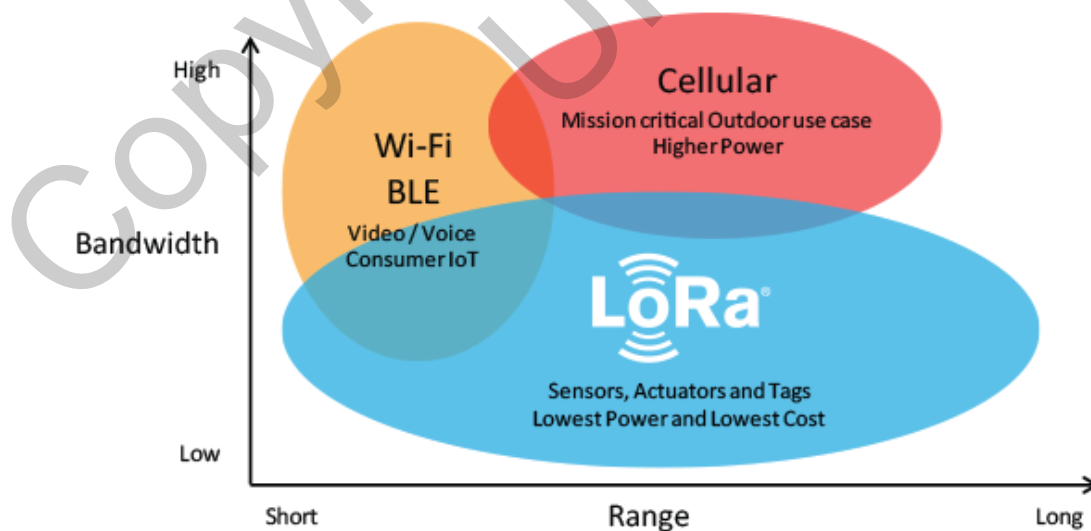 High
Cellular
Mission critical Outdoor use case
Higher Power
Wi-Fi
BLE
Video / Voice
Consumer IoT
Bandwidth
LoRa®
Sensors, Actuators and Tags
Lowest Power and Lowest Cost
Low
Short
Range
Long